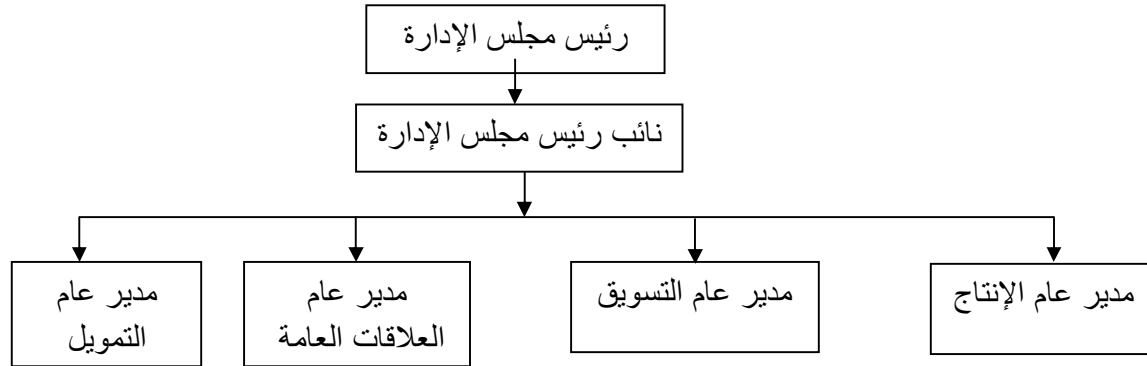 رئيس مجلس الإدارة
نائب رئيس مجلس الإدارة
مدير عام الإنتاج
مدير عام التسويق
مدير عام
العلاقات العامة
مدير عام
التمويل